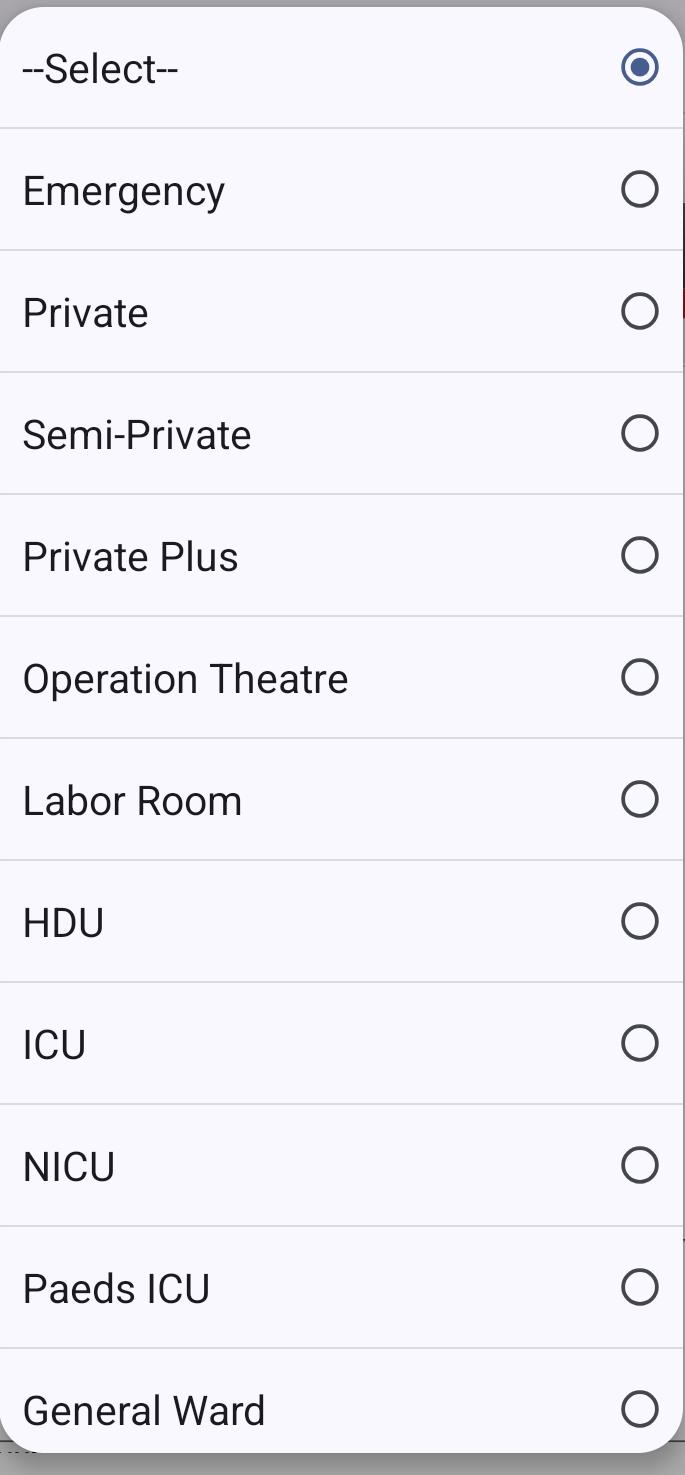 --Select--
Emergency
Private
Semi-Private
Private Plus
Operation Theatre
Labor Room
HDU
ICU
NICU
Paeds ICU
General Ward